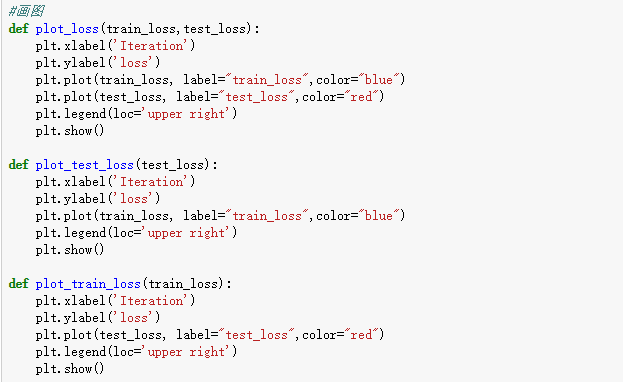 #画图
def plot_loss(train_loss,test_loss):
    plt.xlabel('Iteration')
    plt.ylabel('loss')
    plt.plot(train_loss, label="train_loss",color="blue")
    plt.plot(test_loss, label="test_loss",color="red")
    plt.legend(loc='upper right')
    plt.show()

def plot_test_loss(test_loss):
    plt.xlabel('Iteration')
    plt.ylabel('loss')
    plt.plot(train_loss, label="train_loss",color="blue")
    plt.legend(loc='upper right')
    plt.show()

def plot_train_loss(train_loss):
    plt.xlabel('Iteration')
    plt.ylabel('loss')
    plt.plot(test_loss, label="test_loss",color="red")
    plt.legend(loc='upper right')
    plt.show()